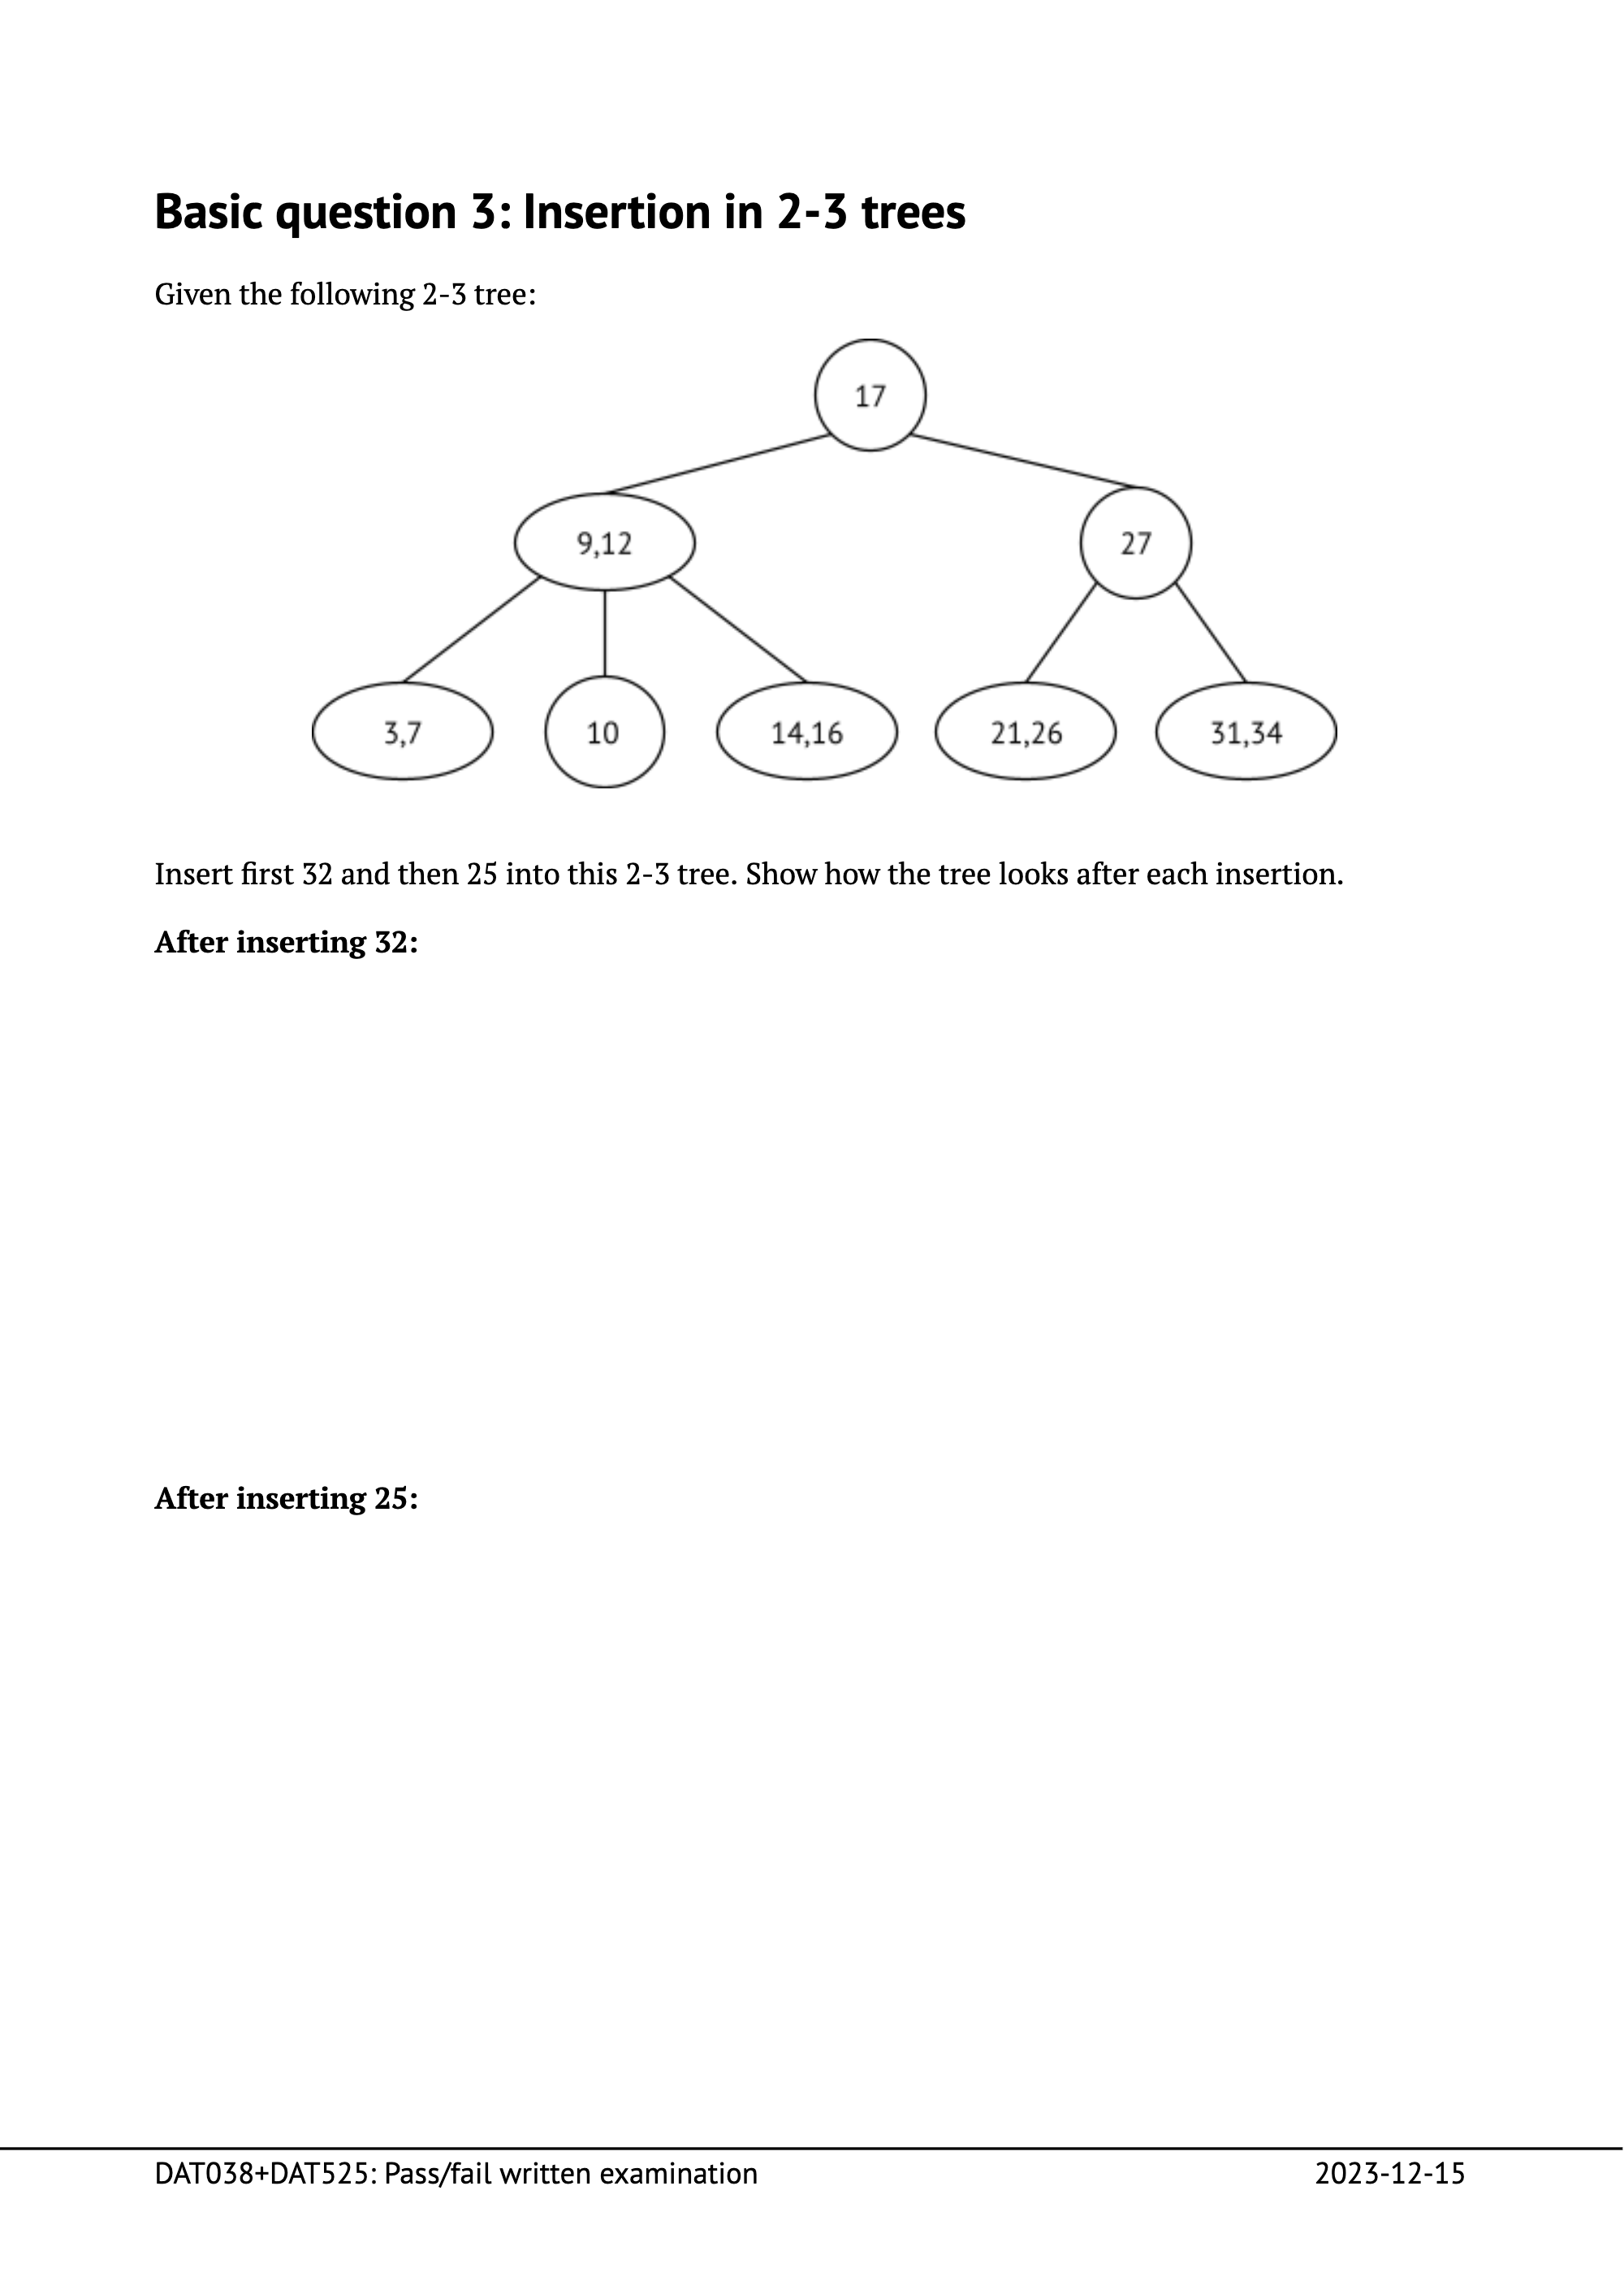 Basic question 3: Insertion in 2-3 trees
Given the following 2-3 tree:
17
9,12
27
3,7
10
14,16
21,26
31,34
Insert first 32 and then 25 into this 2-3 tree. Show how the tree looks after each insertion.
After inserting 32:
After inserting 25:
DAT038+DAT525: Pass/fail written examination
2023-12-15